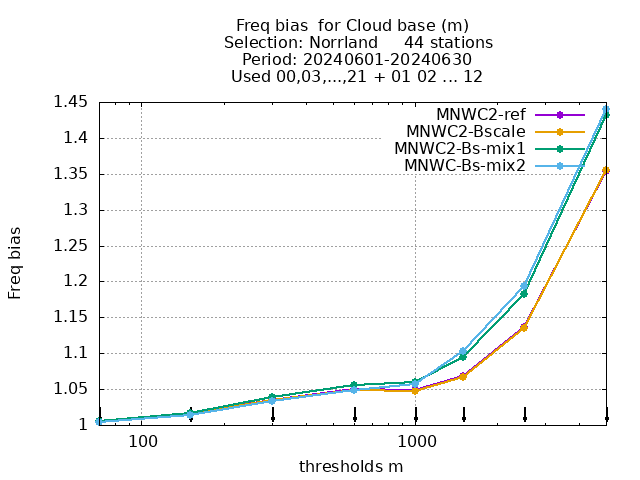 Freq bias  for Cloud base (m)
Selection: Norrland     44 stations
Period: 20240601-20240630
Used 00,03,...,21 + 01 02 ... 12
MNWC2-ref
MNWC2-Bscale
MNWC2-Bs-mix1
MNWC-Bs-mix2
1.45
1.4
1.35
1.3
1.25
1.2
1.15
1.1
1.05
1
Freq bias
100
1000
thresholds m